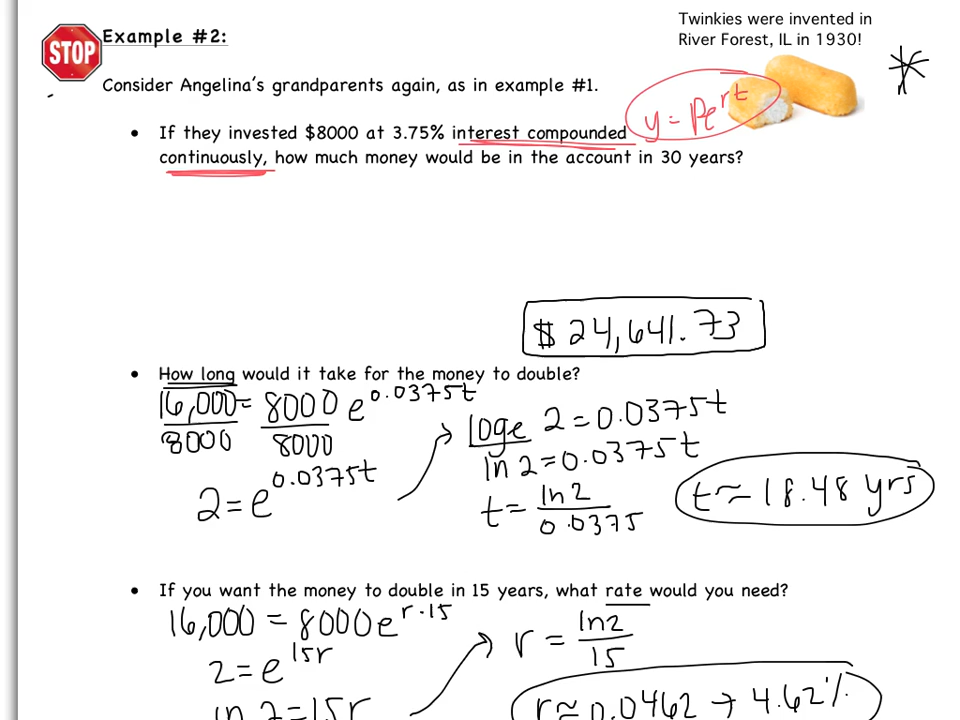 Twinkies were invented in
River Forest, IL in 1930!
STOP
Example #2:
Consider Angelina's grandparents again, as in example #1.
y = Pe^rt
• If they invested $8000 at 3.75% interest compounded
continuously, how much money would be in the account in 30 years?
$ 24,641.73
• How long would it take for the money to double?
16,000 = 8000 e^0.0375t
8000 8000
2 = e^0.0375t
loge 2 = 0.0375t
ln 2 = 0.0375t
t = ln 2
0.0375
t ≈ 18.48 yrs
• If you want the money to double in 15 years, what rate would you need?
16,000 = 8000e^r·15
2 = e^15r
ln 2 = 15r
r = ln2
15
r ≈ 0.0462 → 4.62%